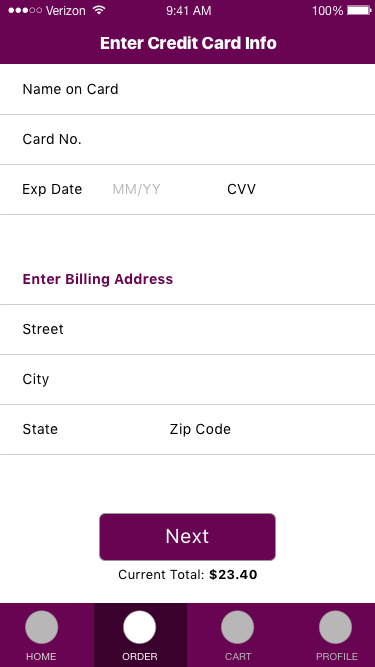 Verizon 9:41 AM 100%
Enter Credit Card Info
Name on Card
Card No.
Exp Date MM/YY CVV
Enter Billing Address
Street
City
State Zip Code
Next
Current Total: $23.40
HOME ORDER CART PROFILE